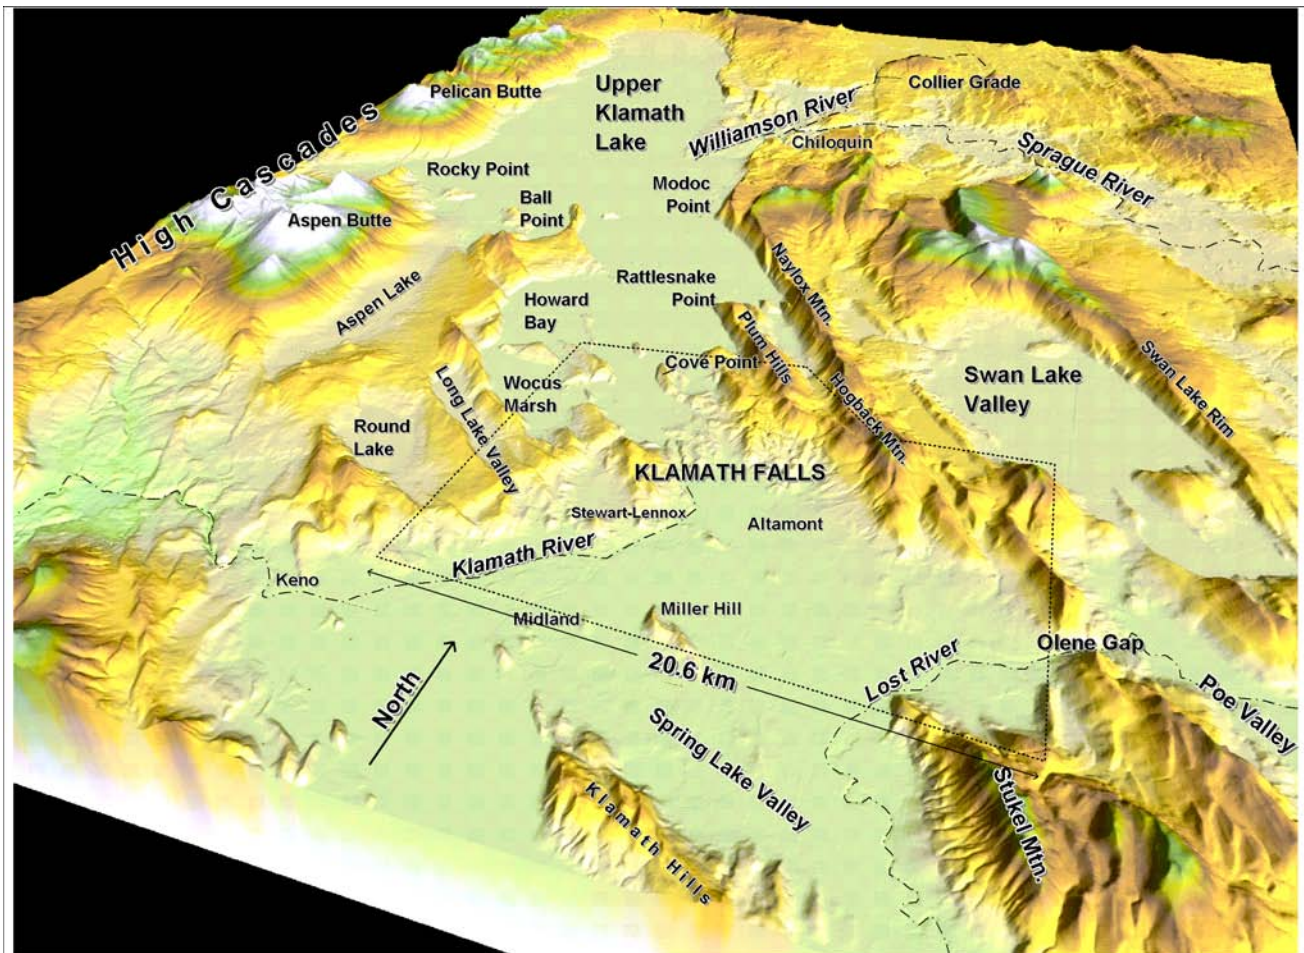 Pelican Butte
Upper
Klamath
Lake
Collier Grade
Williamson River
Chiloquin
High Cascades
Rocky Point
Sprague River
Modoc
Point
Ball
Point
Aspen Butte
Naylox Mtn.
Rattlesnake
Point
Aspen Lake
Howard
Bay
Plum Hills
Cove Point
Swan Lake Rim
Swan Lake
Valley
Long Lake Valley
Wocus
Marsh
Hogback Mtn.
Round
Lake
KLAMATH FALLS
Stewart-Lennox
Altamont
Klamath River
Keno
Midland
Miller Hill
Olene Gap
20.6 km
Lost River
North
Poe Valley
Spring Lake Valley
Stukel Mtn.
Klamath Hills